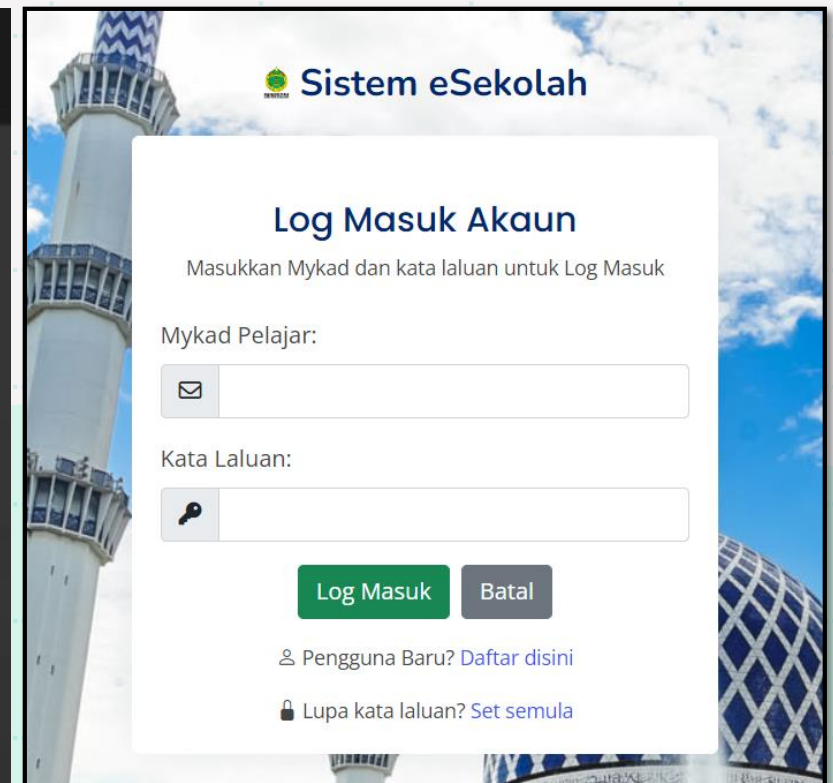 Sistem eSekolah
Log Masuk Akaun
Masukkan Mykad dan kata laluan untuk Log Masuk
Mykad Pelajar:
Kata Laluan:
Log Masuk
Batal
Pengguna Baru? Daftar disini
Lupa kata laluan? Set semula